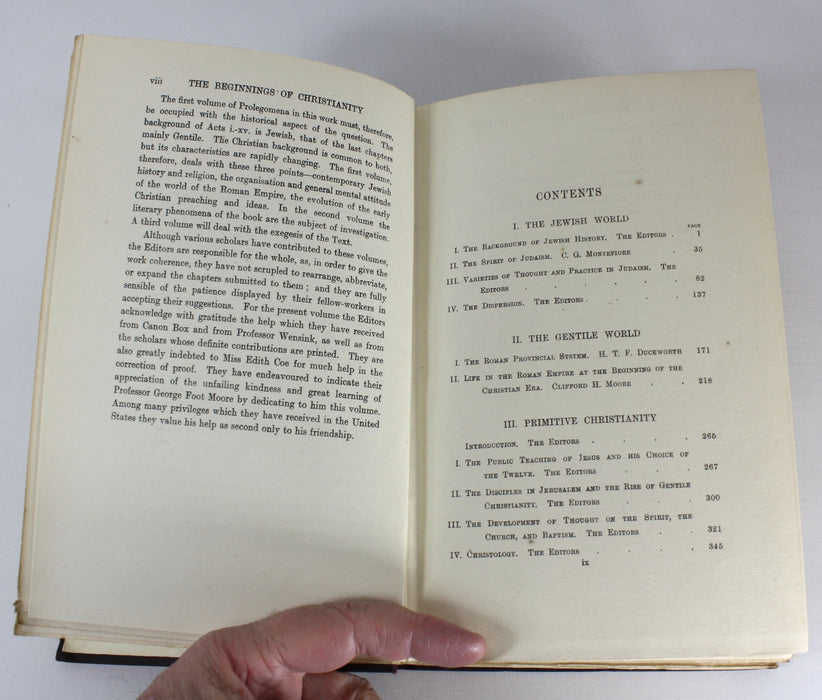 viii THE BEGINNINGS OF CHRISTIANITY
The first volume of Prolegomena in this work must, therefore,
be occupied with the historical aspect of the question. The
background of Acts i.-xv. is Jewish, that of the last chapters
mainly Gentile. The Christian background is common to both,
but its characteristics are rapidly changing. The first volume,
therefore, deals with these three points—contemporary Jewish
history and religion, the organisation and general mental attitude
of the world of the Roman Empire, the evolution of the early
Christian preaching and ideas. In the second volume the
literary phenomena of the book are the subject of investigation.
A third volume will deal with the exegesis of the Text.
Although various scholars have contributed to these volumes,
the Editors are responsible for the whole, as, in order to give the
work coherence, they have not scrupled to rearrange, abbreviate,
or expand the chapters submitted to them; and they are fully
sensible of the patience displayed by their fellow-workers in
accepting their suggestions. For the present volume the Editors
acknowledge with gratitude the help which they have received
from Canon Box and from Professor Wensink, as well as from
the scholars whose definite contributions are printed. They are
also greatly indebted to Miss Edith Coe for much help in the
correction of proof. They have endeavoured to indicate their
appreciation of the unfailing kindness and great learning of
Professor George Foot Moore by dedicating to him this volume.
Among many privileges which they have received in the United
States they value his help as second only to his friendship.
CONTENTS
I. THE JEWISH WORLD
PAGE
I. The Background of Jewish History. The Editors . 1
II. The Spirit of Judaism. C. G. Montefiore . 35
III. Varieties of Thought and Practice in Judaism. The
Editors . . . . . . 82
IV. The Dispersion. The Editors . . . . 137
II. THE GENTILE WORLD
I. The Roman Provincial System. H. T. F. Duckworth 171
II. Life in the Roman Empire at the Beginning of the
Christian Era. Clifford H. Moore . . 218
III. PRIMITIVE CHRISTIANITY
Introduction. The Editors . . . . 265
I. The Public Teaching of Jesus and his Choice of
the Twelve. The Editors . . . 267
II. The Disciples in Jerusalem and the Rise of Gentile
Christianity. The Editors . . . 300
III. The Development of Thought on the Spirit, the
Church, and Baptism. The Editors . . 321
IV. Christology. The Editors . . . . 345
ix